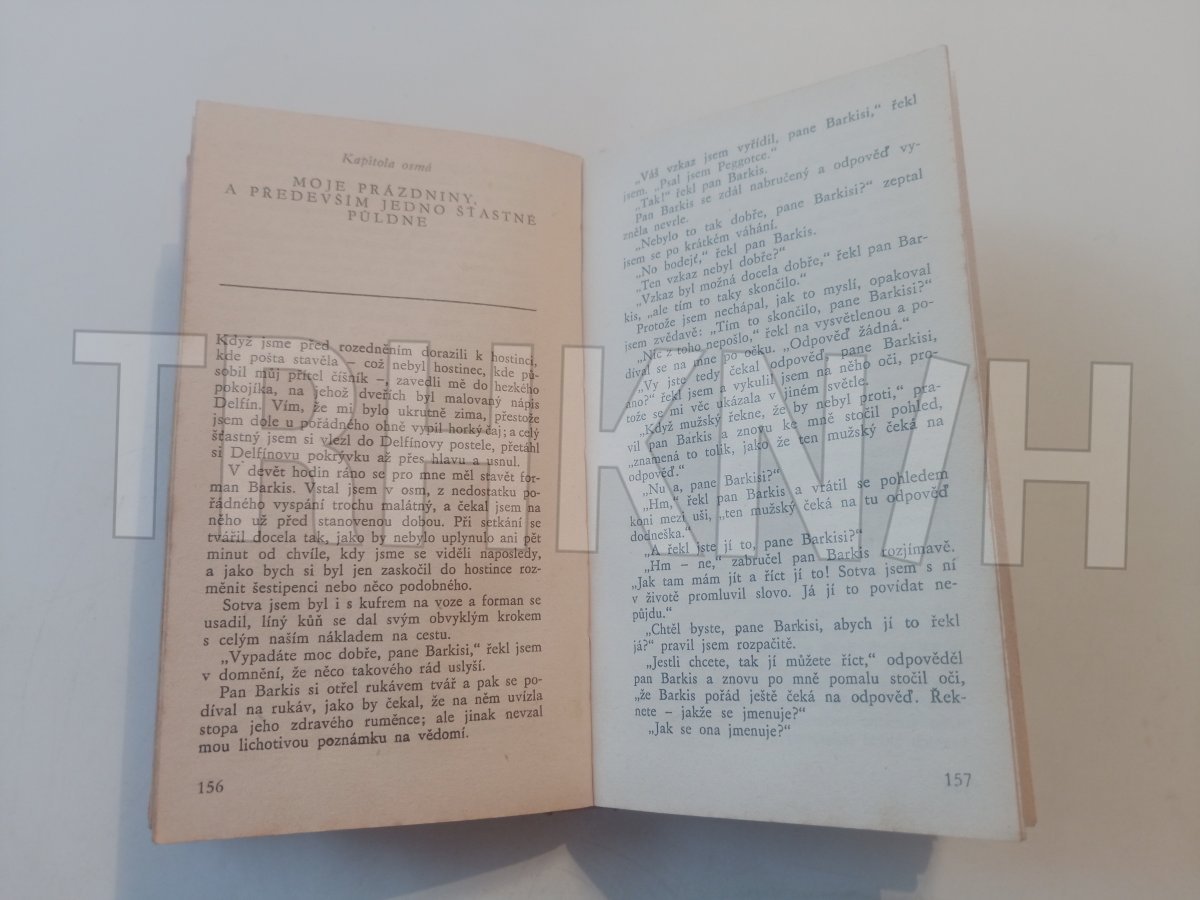 Kapitola osmá
MOJE PRÁZDNINY,
A PŘEDEVŠÍM JEDNO ŠŤASTNÉ
PŮLDNE
Když jsme před rozedněním dorazili k hostinci,
kde pošta stavěla – což nebyl hostinec, kde pů-
sobil můj přítel číšník –, zavedli mě do hezkého
pokojíka, na jehož dveřích byl malovaný nápis
Delfín. Vím, že mi bylo ukrutně zima, přestože
jsem dole u pořádného ohně vypil horký čaj; a celý
šťastný jsem si vlezl do Delfínovy postele, přetáhl
si Delfínovu pokrývku až přes hlavu a usnul.
V devět hodin ráno se pro mne měl stavět for-
man Barkis. Vstal jsem v osm, z nedostatku po-
řádného vyspání trochu malátný, a čekal jsem na
něho už před stanovenou dobou. Při setkání se
tvářil docela tak, jako by nebylo uplynulo ani pět
minut od chvíle, kdy jsme se viděli naposledy,
a jako bych si byl jen zaskočil do hostince roz-
měnit šestipenci nebo něco podobného.
Sotva jsem byl i s kufrem na voze a forman se
usadil, líný kůň se dal svým obvyklým krokem
s celým naším nákladem na cestu.
„Vypadáte moc dobře, pane Barkisi,“ řekl jsem
v domnění, že něco takového rád uslyší.
Pan Barkis si otřel rukávem tvář a pak se po-
díval na rukáv, jako by čekal, že na něm uvízla
stopa jeho zdravého ruměnce; ale jinak nevzal
mou lichotivou poznámku na vědomí.
156
„Váš vzkaz jsem vyřídil, pane Barkisi,“ řekl
jsem. „Psal jsem Peggotce.“
„Tak!“ řekl pan Barkis.
Pan Barkis se zdál nabručený a odpověď vy-
zněla nevrle.
„Nebylo to tak dobře, pane Barkisi?“ zeptal
jsem se po krátkém váhání.
„No bodejť,“ řekl pan Barkis.
„Ten vzkaz nebyl dobře?“
„Vzkaz byl možná docela dobře,“ řekl pan Bar-
kis, „ale tím to taky skončilo.“
Protože jsem nechápal, jak to myslí, opakoval
jsem zvědavě: „Tím to skončilo, pane Barkisi?“
„Nic z toho nepošlo,“ řekl na vysvětlenou a po-
díval se na mne po očku. „Odpověď žádná.“
„Vy jste tedy čekal odpověď, pane Barkisi,
ano?“ řekl jsem a vykulil jsem na něho oči, pro-
tože se mi věc ukázala v jiném světle.
„Když mužský řekne, že by nebyl proti,“ pra-
vil pan Barkis a znovu ke mně stočil pohled,
„znamená to tolik, jako že ten mužský čeká na
odpověď.“
„Nu a, pane Barkisi?“
„Hm,“ řekl pan Barkis a vrátil se pohledem
koni mezi uši, „ten mužský čeká na tu odpověď
dodneška.“
„A řekl jste jí to, pane Barkisi?“
„Hm – ne,“ zabručel pan Barkis rozjímavě.
„Jak tam mám jít a říct jí to! Sotva jsem s ní
v životě promluvil slovo. Já jí to povídat ne-
půjdu.“
„Chtěl byste, pane Barkisi, abych jí to řekl
já?“ pravil jsem rozpačitě.
„Jestli chcete, tak jí můžete říct,“ odpověděl
pan Barkis a znovu po mně pomalu stočil oči,
„že Barkis pořád ještě čeká na odpověď. Řek-
nete – jakže se jmenuje?“
„Jak se ona jmenuje?“
157
TRHKNIH